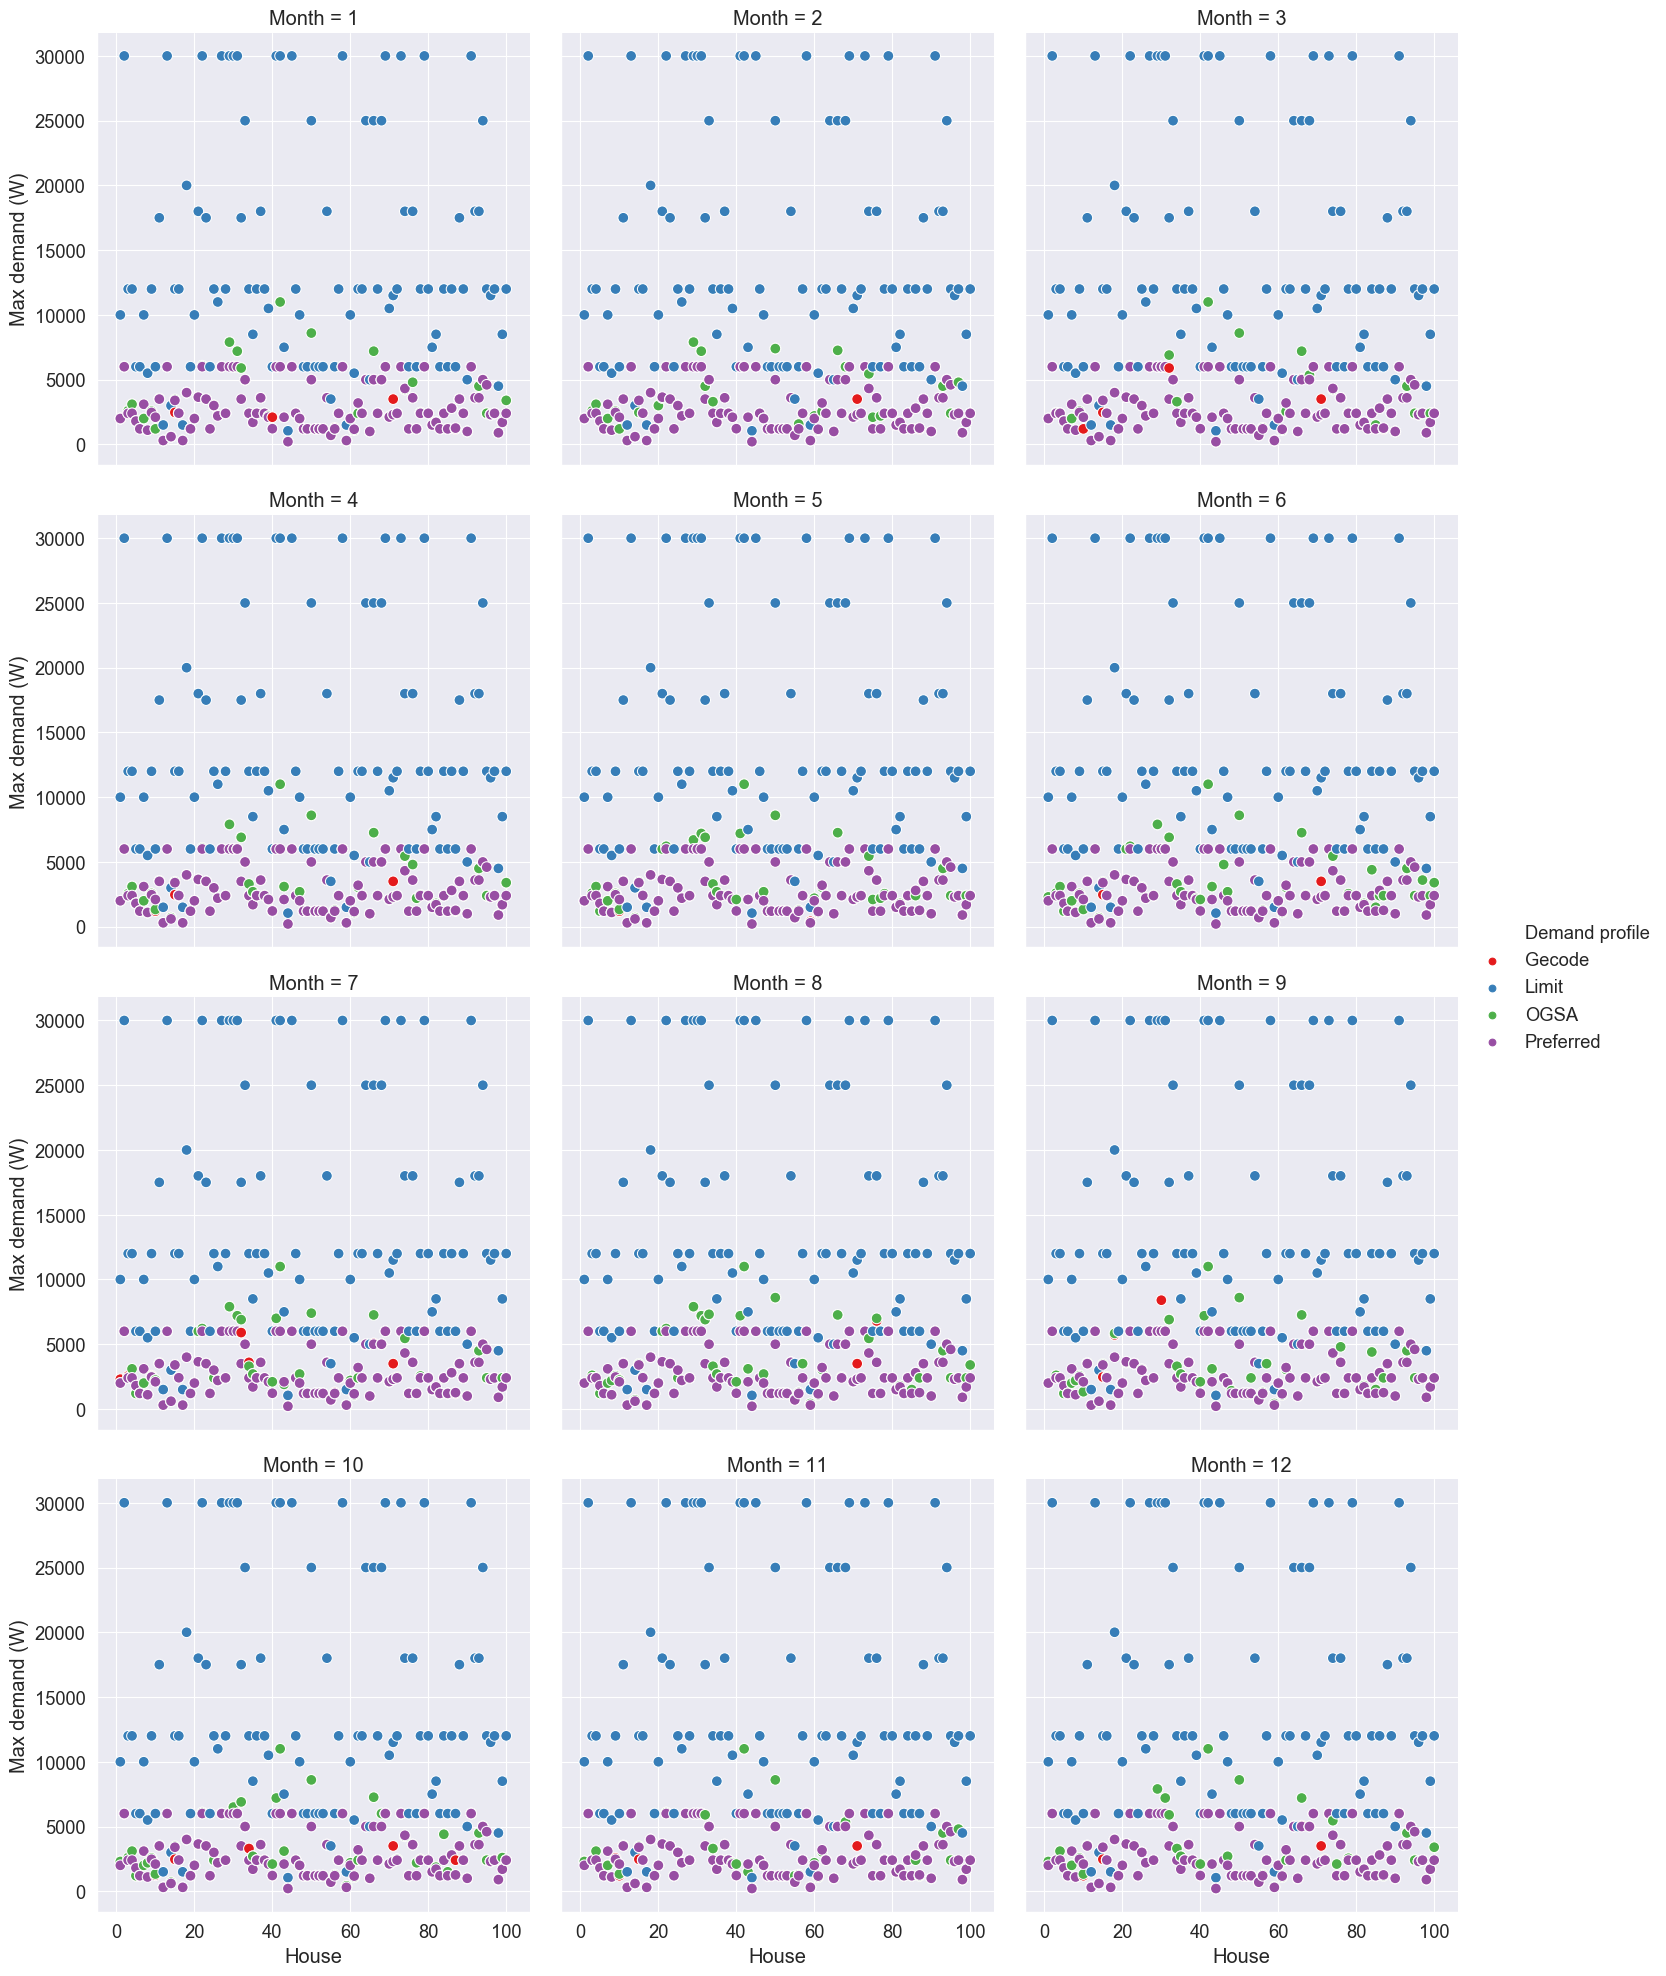 Month = 1
Month = 2
Month = 3
30000
25000
20000
15000
10000
5000
0
Max demand (W)
Month = 4
Month = 5
Month = 6
30000
25000
20000
15000
10000
5000
0
Max demand (W)
Demand profile
Gecode
Limit
OGSA
Preferred
Month = 7
Month = 8
Month = 9
30000
25000
20000
15000
10000
5000
0
Max demand (W)
Month = 10
Month = 11
Month = 12
30000
25000
20000
15000
10000
5000
0
Max demand (W)
0 20 40 60 80 100
0 20 40 60 80 100
0 20 40 60 80 100
House
House
House